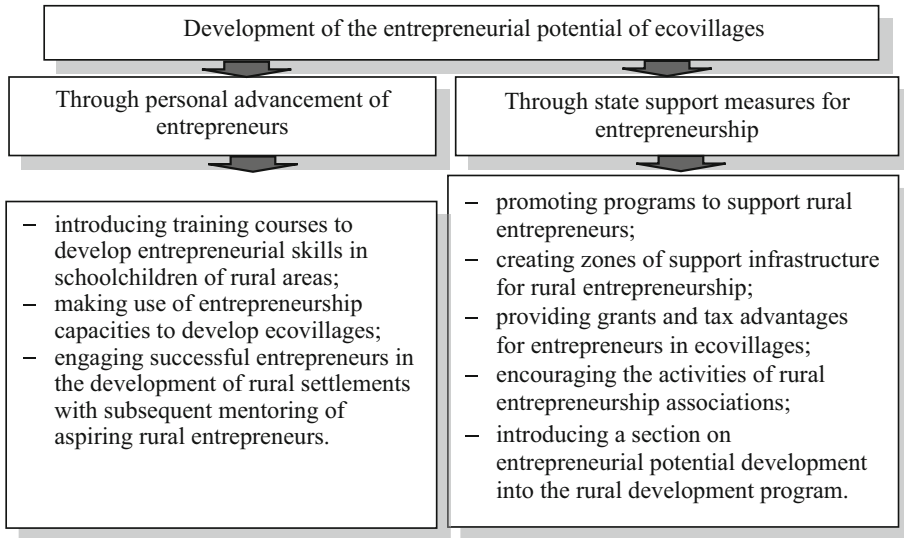 Development of the entrepreneurial potential of ecovillages
Through personal advancement of
entrepreneurs
Through state support measures for
entrepreneurship
– introducing training courses to
develop entrepreneurial skills in
schoolchildren of rural areas;
– making use of entrepreneurship
capacities to develop ecovillages;
– engaging successful entrepreneurs in
the development of rural settlements
with subsequent mentoring of
aspiring rural entrepreneurs.
– promoting programs to support rural
entrepreneurs;
– creating zones of support infrastructure
for rural entrepreneurship;
– providing grants and tax advantages
for entrepreneurs in ecovillages;
– encouraging the activities of rural
entrepreneurship associations;
– introducing a section on
entrepreneurial potential development
into the rural development program.